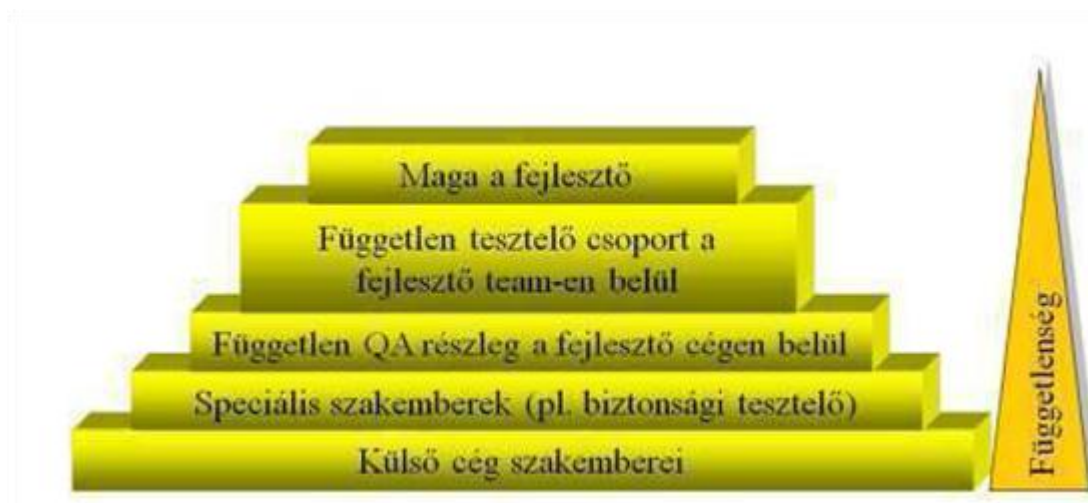 Maga a fejlesztő
Független tesztelő csoport a
fejlesztő team-en belül
Független QA részleg a fejlesztő cégen belül
Speciális szakemberek (pl. biztonsági tesztelő)
Külső cég szakemberei
Függetlenség